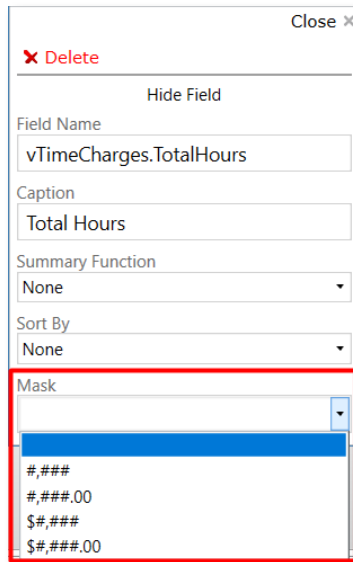 Close ×
✖ Delete
Hide Field
Field Name
vTimeCharges.TotalHours
Caption
Total Hours
Summary Function
None
Sort By
None
Mask
#,###
#,###.00
$#,###
$#,###.00